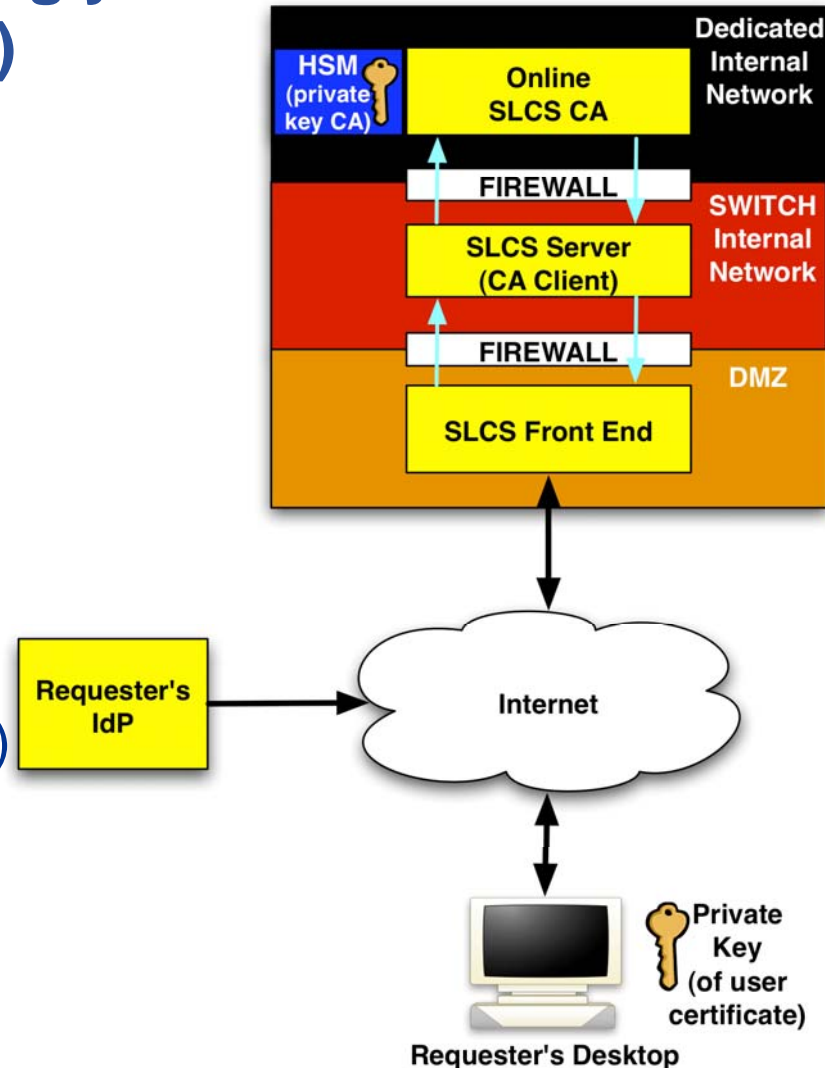 )
HSM
(private
key CA)
Online
SLCS CA
Dedicated
Internal
Network
FIREWALL
SWITCH
Internal
Network
SLCS Server
(CA Client)
FIREWALL
DMZ
SLCS Front End
Requester's
IdP
)
Internet
Private
Key
(of user
certificate)
Requester's Desktop